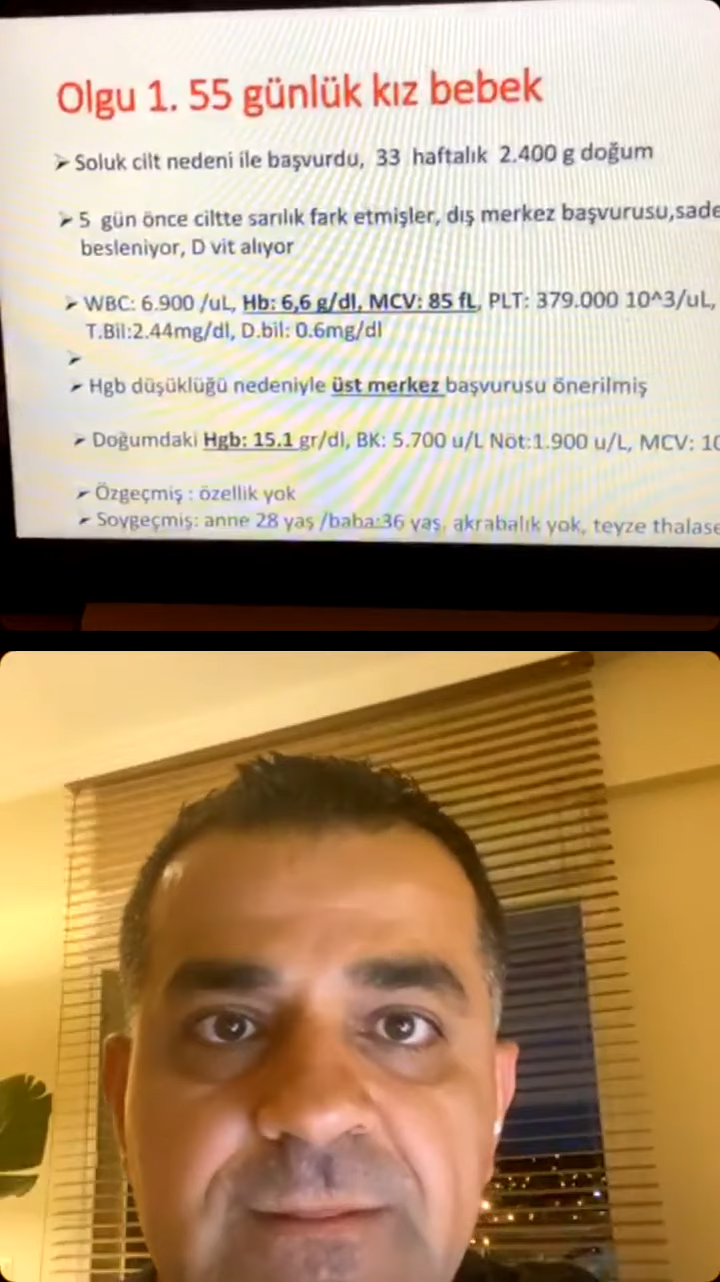 Olgu 1. 55 günlük kız bebek
➤ Soluk cilt nedeni ile başvurdu, 33 haftalık 2.400 g doğum
➤ 5 gün önce ciltte sarılık fark etmişler, dış merkez başvurusu,sade
besleniyor, D vit alıyor
➤ WBC: 6.900 /uL, Hb: 6,6 g/dl, MCV: 85 fL, PLT: 379.000 10^3/uL,
T.Bil:2.44mg/dl, D.bil: 0.6mg/dl
➤
➤ Hgb düşüklüğü nedeniyle üst merkez başvurusu önerilmiş
➤ Doğumdaki Hgb: 15.1 gr/dl, BK: 5.700 u/L Nöt:1.900 u/L, MCV: 10
➤ Özgeçmiş : özellik yok
➤ Soygeçmiş: anne 28 yaş /baba:36 yaş, akrabalık yok, teyze thalase